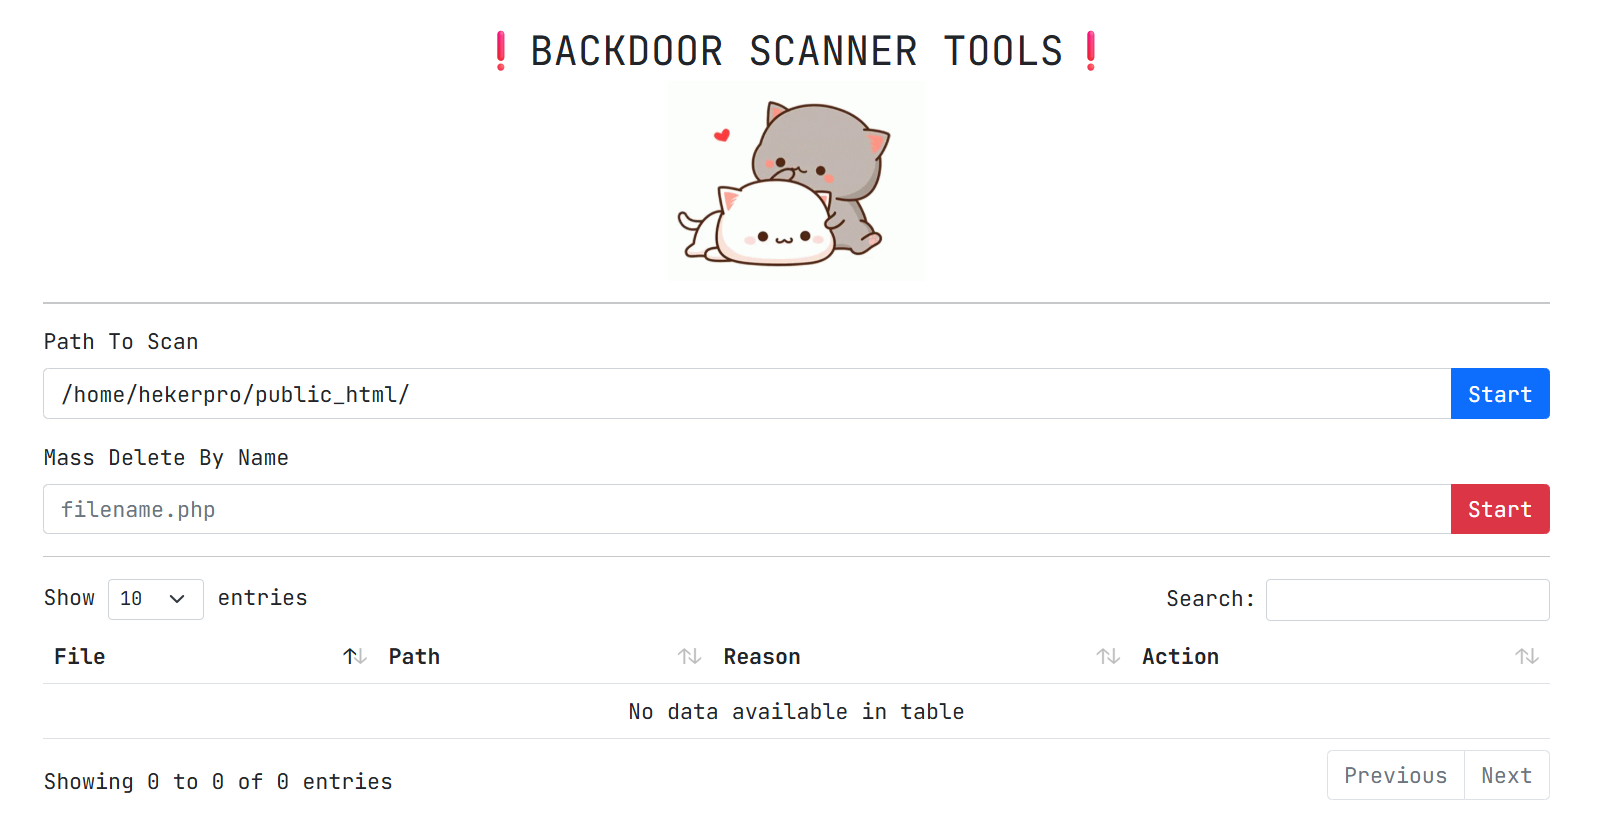 ❗BACKDOOR SCANNER TOOLS❗
Path To Scan
/home/hekerpro/public_html/ Start
Mass Delete By Name
filename.php Start
Show 10 entries Search:
File Path Reason Action
No data available in table
Showing 0 to 0 of 0 entries Previous Next